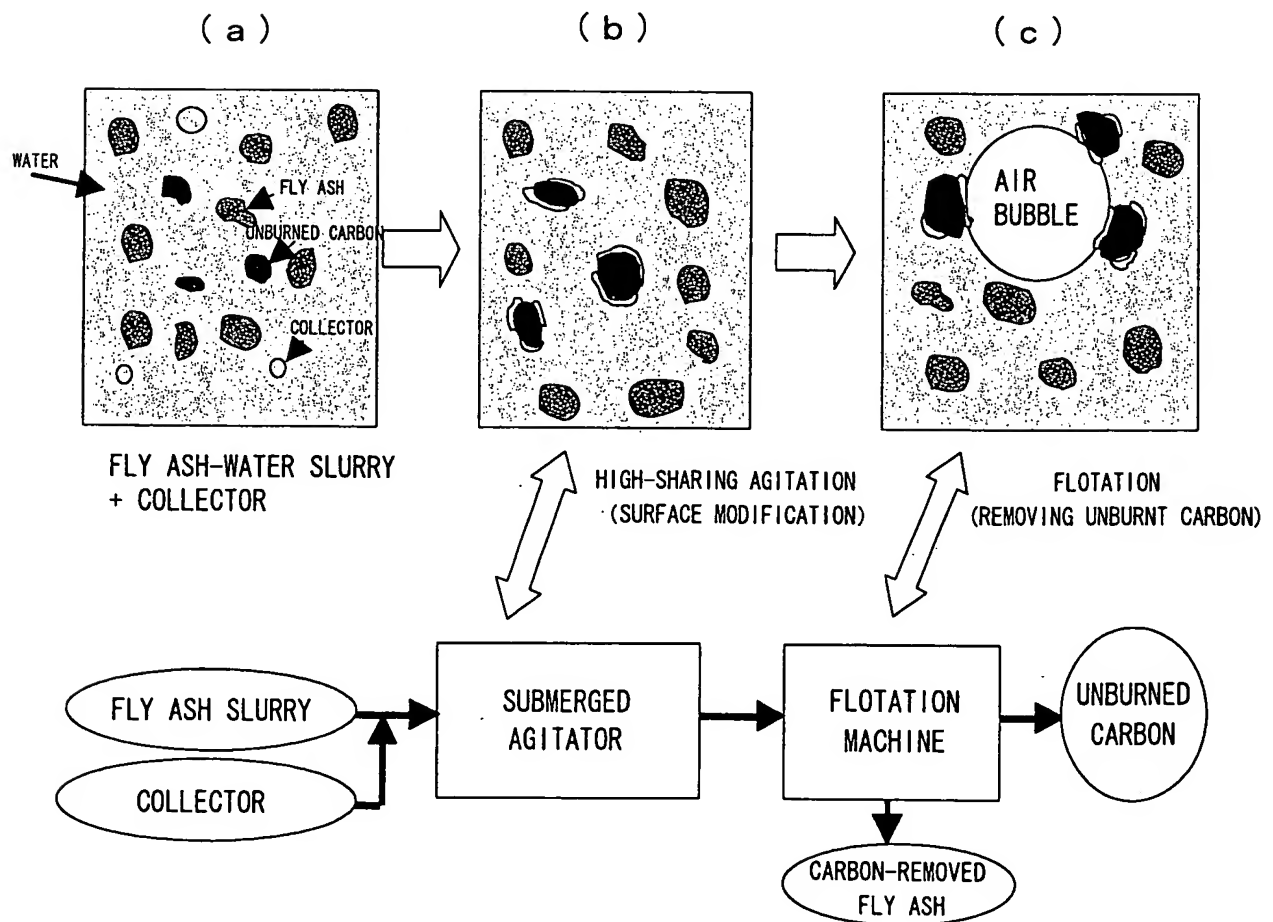 (a)
(b)
(c)
WATER
FLY ASH
UNBURNED CARBON
COLLECTOR
AIR
BUBBLE
FLY ASH-WATER SLURRY
+ COLLECTOR
HIGH-SHARING AGITATION
(SURFACE MODIFICATION)
FLOTATION
(REMOVING UNBURNT CARBON)
FLY ASH SLURRY
COLLECTOR
SUBMERGED
AGITATOR
FLOTATION
MACHINE
UNBURNED
CARBON
CARBON-REMOVED
FLY ASH